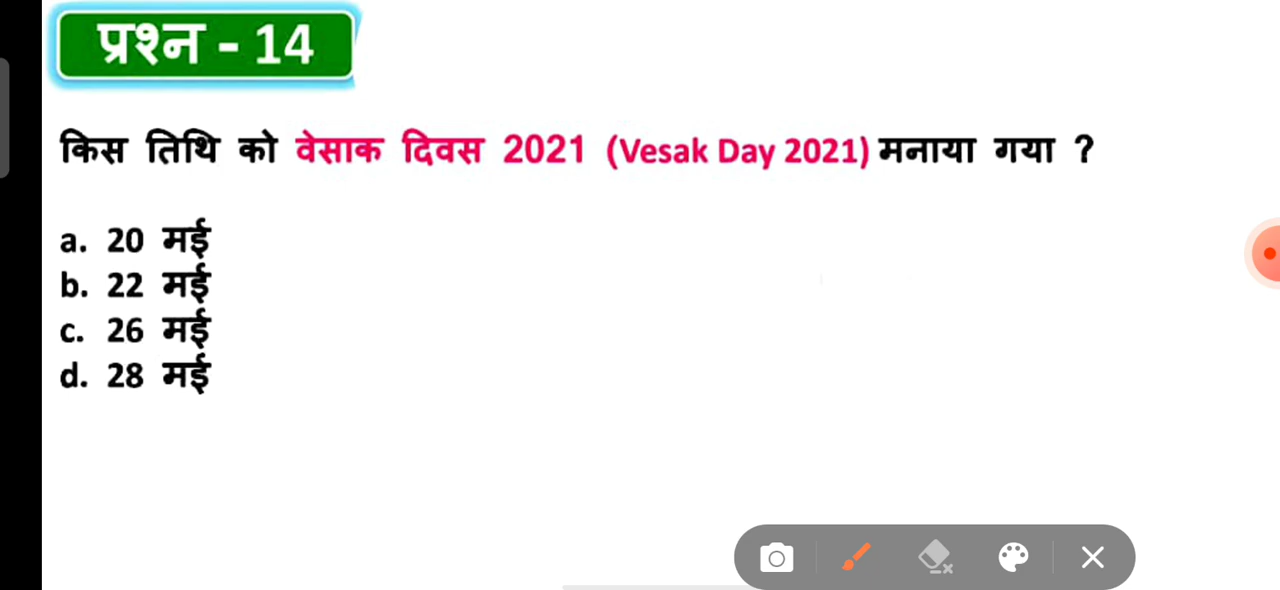 प्रश्न - 14
किस तिथि को वेसाक दिवस 2021 (Vesak Day 2021) मनाया गया ?
a. 20 मई
b. 22 मई
c. 26 मई
d. 28 मई